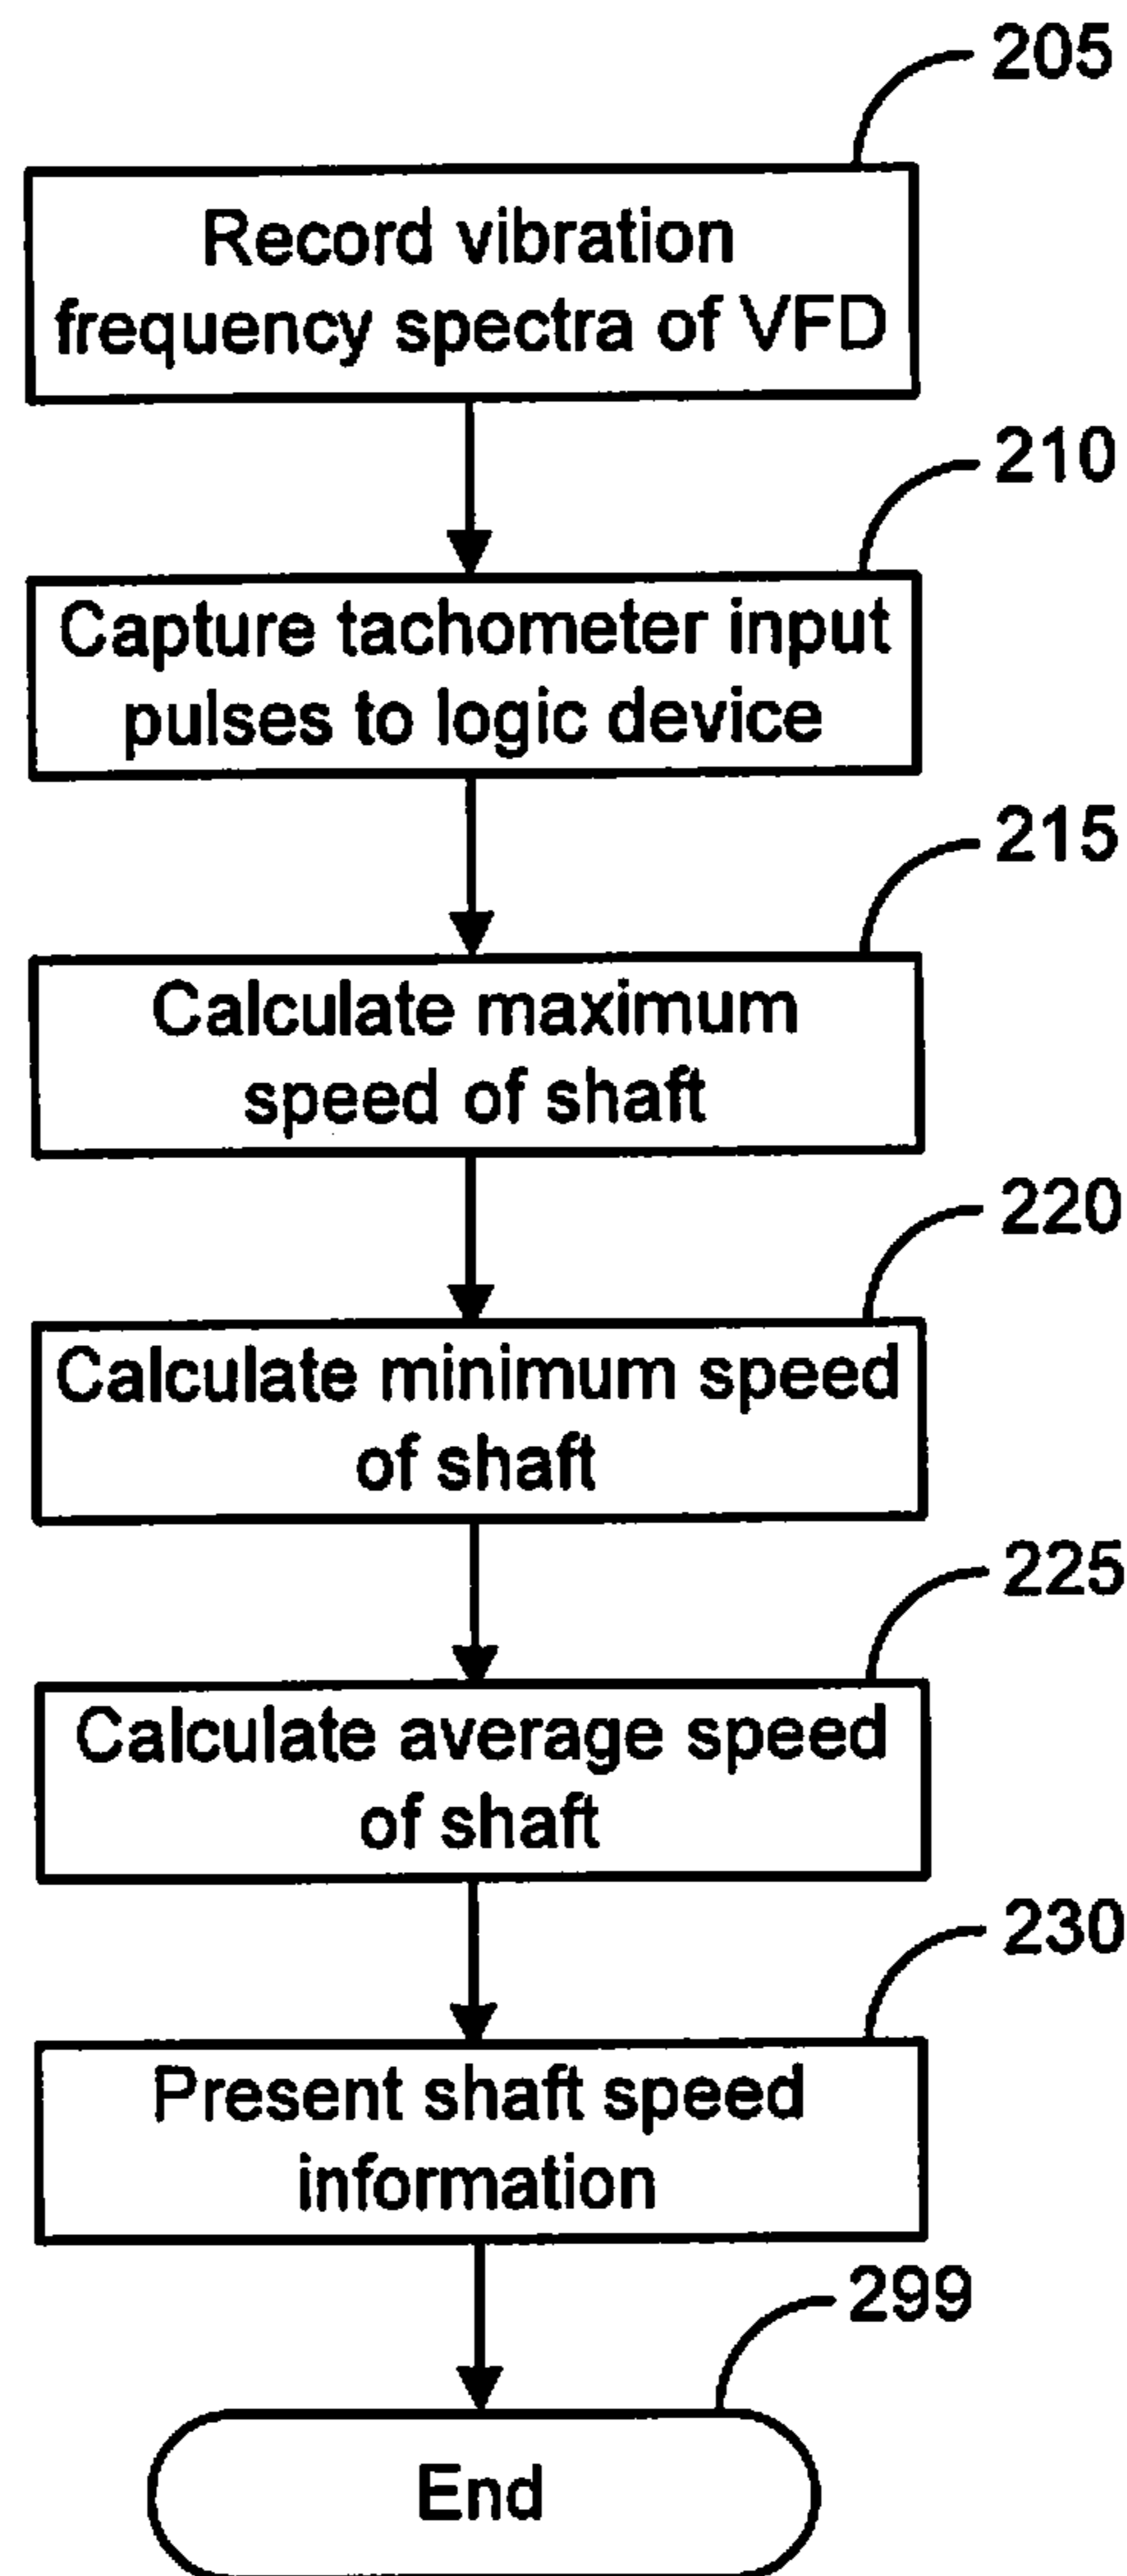 205
Record vibration
frequency spectra of VFD
210
Capture tachometer input
pulses to logic device
215
Calculate maximum
speed of shaft
220
Calculate minimum speed
of shaft
225
Calculate average speed
of shaft
230
Present shaft speed
information
299
End